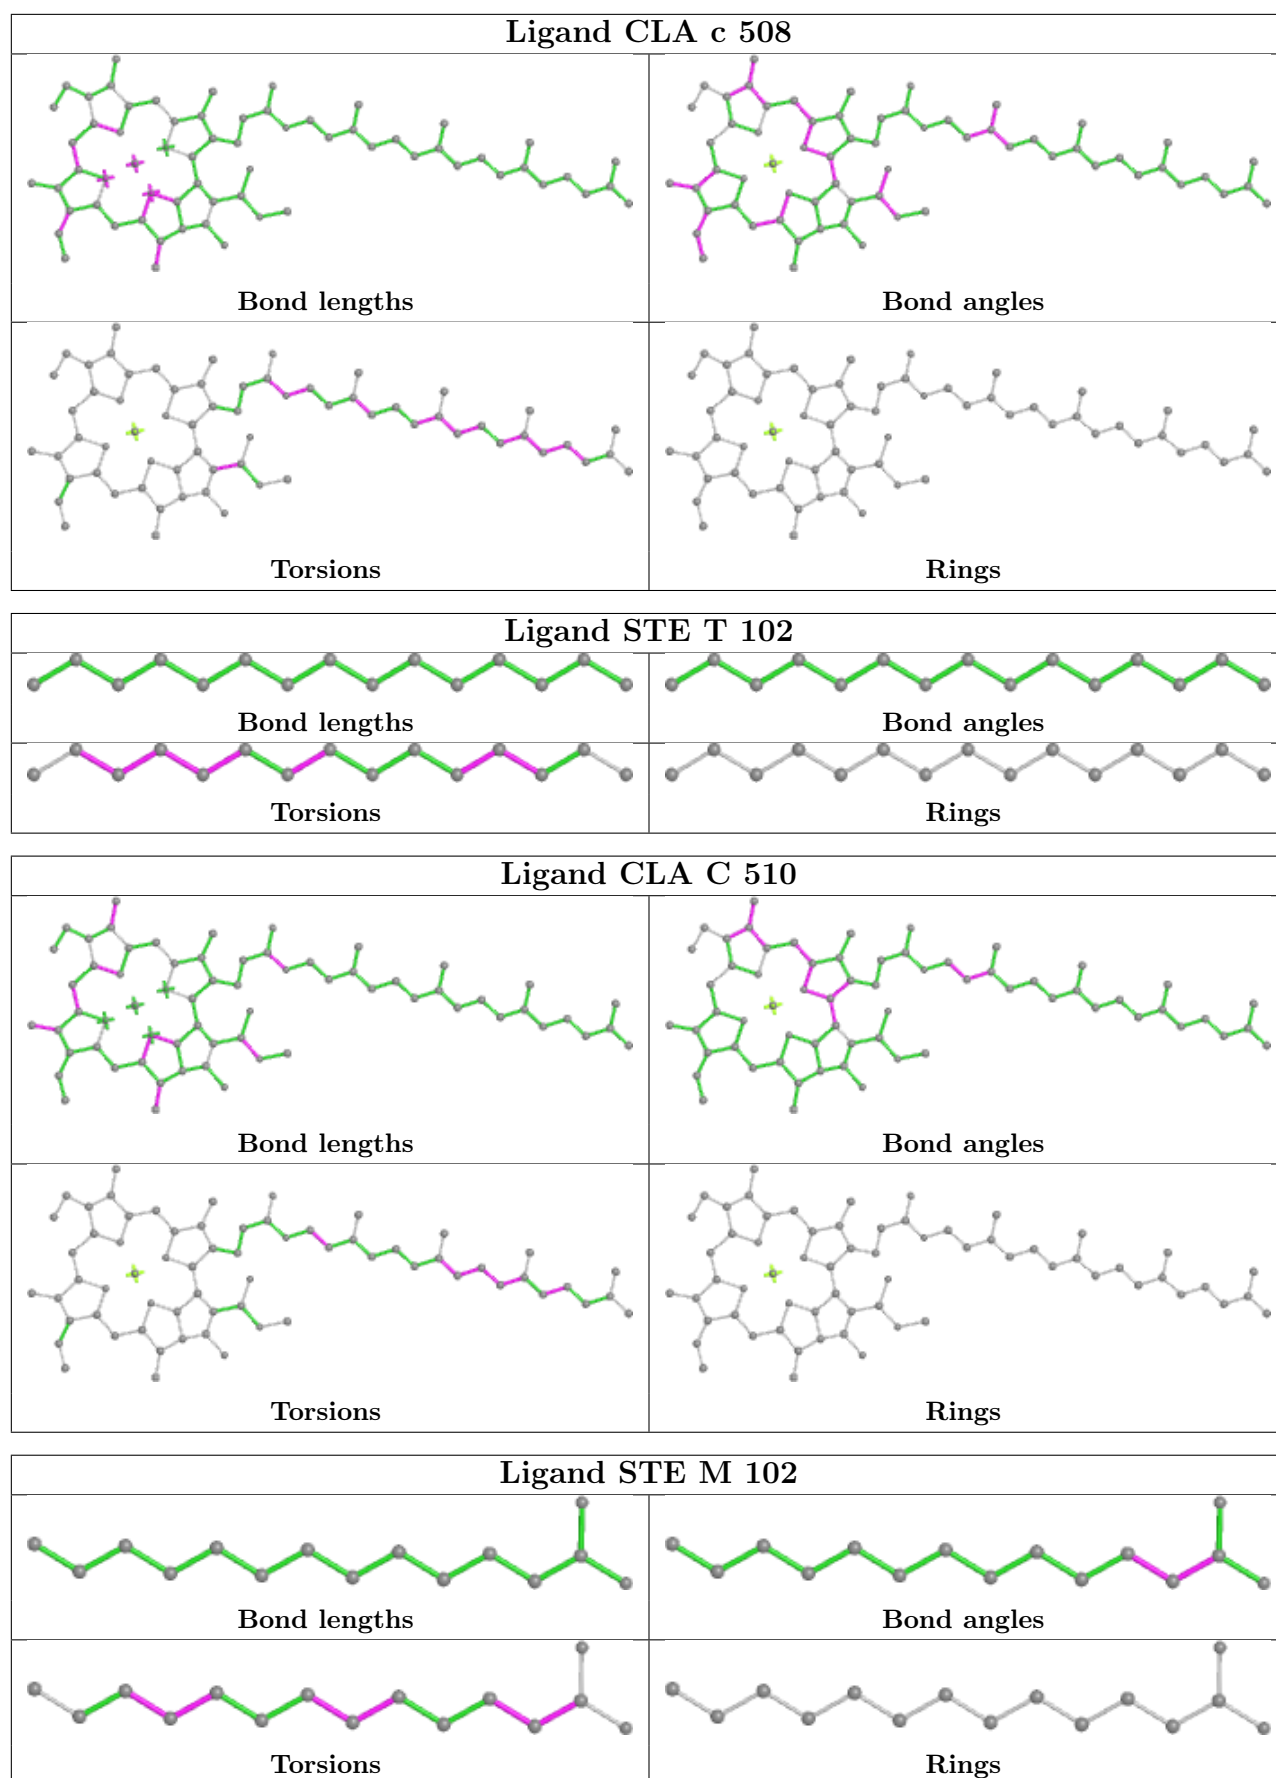 Ligand CLA c 508
Bond lengths
Bond angles
Torsions
Rings
Ligand STE T 102
Bond lengths
Bond angles
Torsions
Rings
Ligand CLA C 510
Bond lengths
Bond angles
Torsions
Rings
Ligand STE M 102
Bond lengths
Bond angles
Torsions
Rings